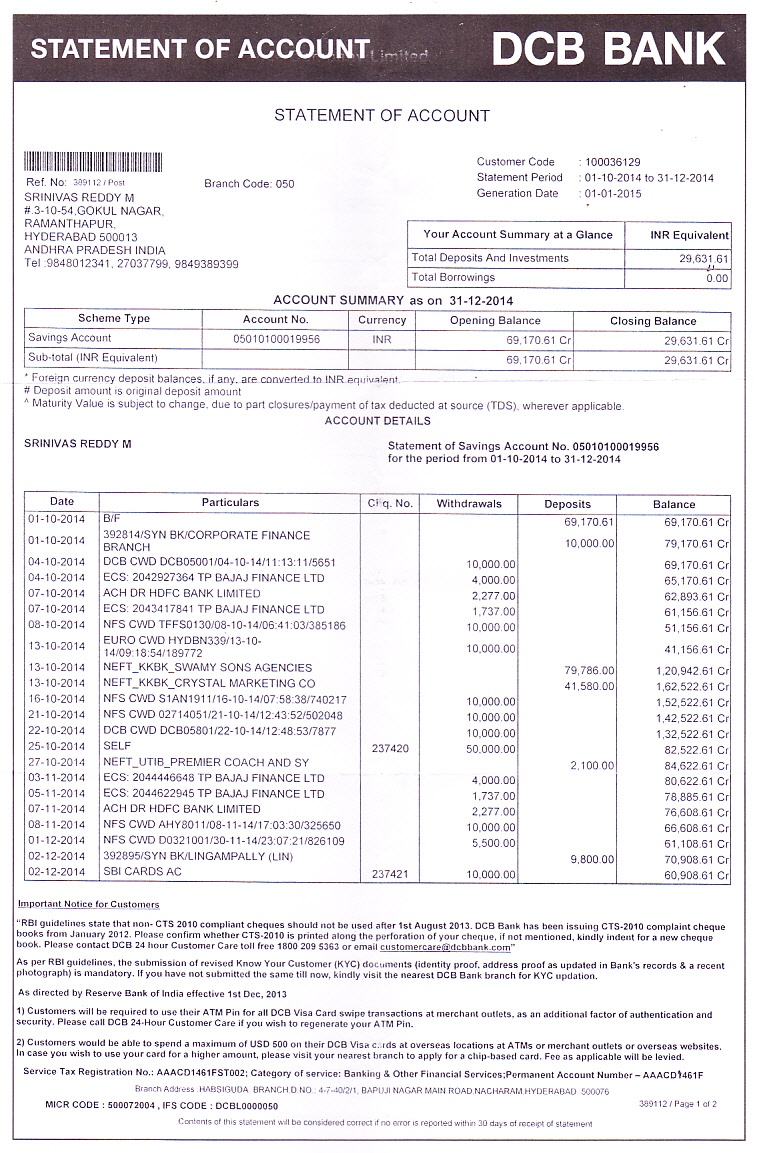 STATEMENT OF ACCOUNT DCB BANK
Limited
STATEMENT OF ACCOUNT
Customer Code : 100036129
Statement Period : 01-10-2014 to 31-12-2014
Generation Date : 01-01-2015
Ref. No: 389112 / Post Branch Code: 050
SRINIVAS REDDY M
#.3-10-54,GOKUL NAGAR,
RAMANTHAPUR,
HYDERABAD 500013
ANDHRA PRADESH INDIA
Tel :9848012341, 27037799, 9849389399
Your Account Summary at a Glance INR Equivalent
Total Deposits And Investments 29,631.61
Total Borrowings 0.00
ACCOUNT SUMMARY as on 31-12-2014
Scheme Type Account No. Currency Opening Balance Closing Balance
Savings Account 05010100019956 INR 69,170.61 Cr 29,631.61 Cr
Sub-total (INR Equivalent) 69,170.61 Cr 29,631.61 Cr
* Foreign currency deposit balances, if any, are converted to INR equivalent.
# Deposit amount is original deposit amount
^ Maturity Value is subject to change, due to part closures/payment of tax deducted at source (TDS), wherever applicable.
ACCOUNT DETAILS
SRINIVAS REDDY M
Statement of Savings Account No. 05010100019956
for the period from 01-10-2014 to 31-12-2014
Date Particulars Chq. No. Withdrawals Deposits Balance
01-10-2014 B/F 69,170.61 69,170.61 Cr
01-10-2014 392814/SYN BK/CORPORATE FINANCE
BRANCH 10,000.00 79,170.61 Cr
04-10-2014 DCB CWD DCB05001/04-10-14/11:13:11/5651 10,000.00 69,170.61 Cr
04-10-2014 ECS: 2042927364 TP BAJAJ FINANCE LTD 4,000.00 65,170.61 Cr
07-10-2014 ACH DR HDFC BANK LIMITED 2,277.00 62,893.61 Cr
07-10-2014 ECS: 2043417841 TP BAJAJ FINANCE LTD 1,737.00 61,156.61 Cr
08-10-2014 NFS CWD TFFS0130/08-10-14/06:41:03/385186 10,000.00 51,156.61 Cr
13-10-2014 EURO CWD HYDBN339/13-10-
14/09:18:54/189772 10,000.00 41,156.61 Cr
13-10-2014 NEFT_KKBK_SWAMY SONS AGENCIES 79,786.00 1,20,942.61 Cr
13-10-2014 NEFT_KKBK_CRYSTAL MARKETING CO 41,580.00 1,62,522.61 Cr
16-10-2014 NFS CWD S1AN1911/16-10-14/07:58:38/740217 10,000.00 1,52,522.61 Cr
21-10-2014 NFS CWD 02714051/21-10-14/12:43:52/502048 10,000.00 1,42,522.61 Cr
22-10-2014 DCB CWD DCB05801/22-10-14/12:48:53/7877 10,000.00 1,32,522.61 Cr
25-10-2014 SELF 237420 50,000.00 82,522.61 Cr
27-10-2014 NEFT_UTIB_PREMIER COACH AND SY 2,100.00 84,622.61 Cr
03-11-2014 ECS: 2044446648 TP BAJAJ FINANCE LTD 4,000.00 80,622.61 Cr
05-11-2014 ECS: 2044622945 TP BAJAJ FINANCE LTD 1,737.00 78,885.61 Cr
07-11-2014 ACH DR HDFC BANK LIMITED 2,277.00 76,608.61 Cr
08-11-2014 NFS CWD AHY8011/08-11-14/17:03:30/325650 10,000.00 66,608.61 Cr
01-12-2014 NFS CWD D0321001/30-11-14/23:07:21/826109 5,500.00 61,108.61 Cr
02-12-2014 392895/SYN BK/LINGAMPALLY (LIN) 9,800.00 70,908.61 Cr
02-12-2014 SBI CARDS AC 237421 10,000.00 60,908.61 Cr
Important Notice for Customers
"RBI guidelines state that non- CTS 2010 compliant cheques should not be used after 1st August 2013. DCB Bank has been issuing CTS-2010 complaint cheque
books from January 2012. Please confirm whether CTS-2010 is printed along the perforation of your cheque, if not mentioned, kindly indent for a new cheque
book. Please contact DCB 24 hour Customer Care toll free 1800 209 5363 or email customercare@dcbbank.com"
As per RBI guidelines, the submission of revised Know Your Customer (KYC) documents (identity proof, address proof as updated in Bank's records & a recent
photograph) is mandatory. If you have not submitted the same till now, kindly visit the nearest DCB Bank branch for KYC updation.
As directed by Reserve Bank of India effective 1st Dec, 2013
1) Customers will be required to use their ATM Pin for all DCB Visa Card swipe transactions at merchant outlets, as an additional factor of authentication and
security. Please call DCB 24-Hour Customer Care if you wish to regenerate your ATM Pin.
2) Customers would be able to spend a maximum of USD 500 on their DCB Visa cards at overseas locations at ATMs or merchant outlets or overseas websites.
In case you wish to use your card for a higher amount, please visit your nearest branch to apply for a chip-based card. Fee as applicable will be levied.
Service Tax Registration No.: AAACD1461FST002; Category of service: Banking & Other Financial Services;Permanent Account Number – AAACD1461F
Branch Address :HABSIGUDA BRANCH,D.NO.: 4-7-40/2/1, BAPUJI NAGAR MAIN ROAD,NACHARAM,HYDERABAD 500076
MICR CODE : 500072004 , IFS CODE : DCBL0000050 389112 / Page 1 of 2
Contents of this statement will be considered correct if no error is reported within 30 days of receipt of statement